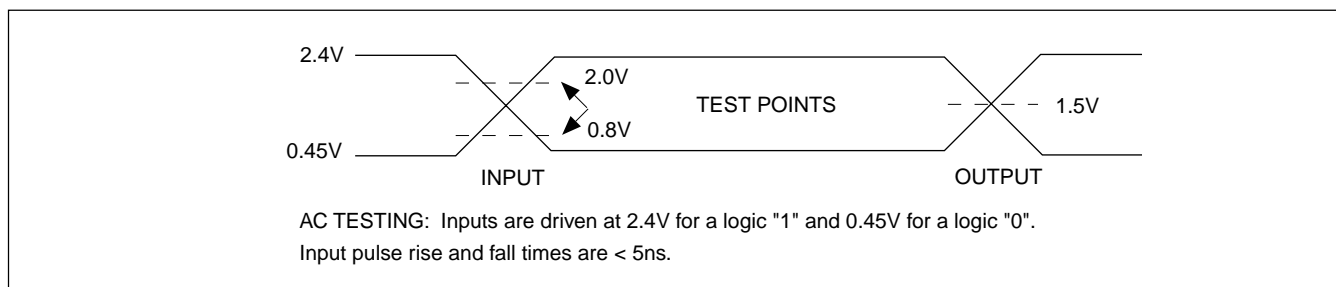 2.4V
2.0V
TEST POINTS
1.5V
0.8V
0.45V
INPUT
OUTPUT
AC TESTING: Inputs are driven at 2.4V for a logic "1" and 0.45V for a logic "0".
Input pulse rise and fall times are < 5ns.